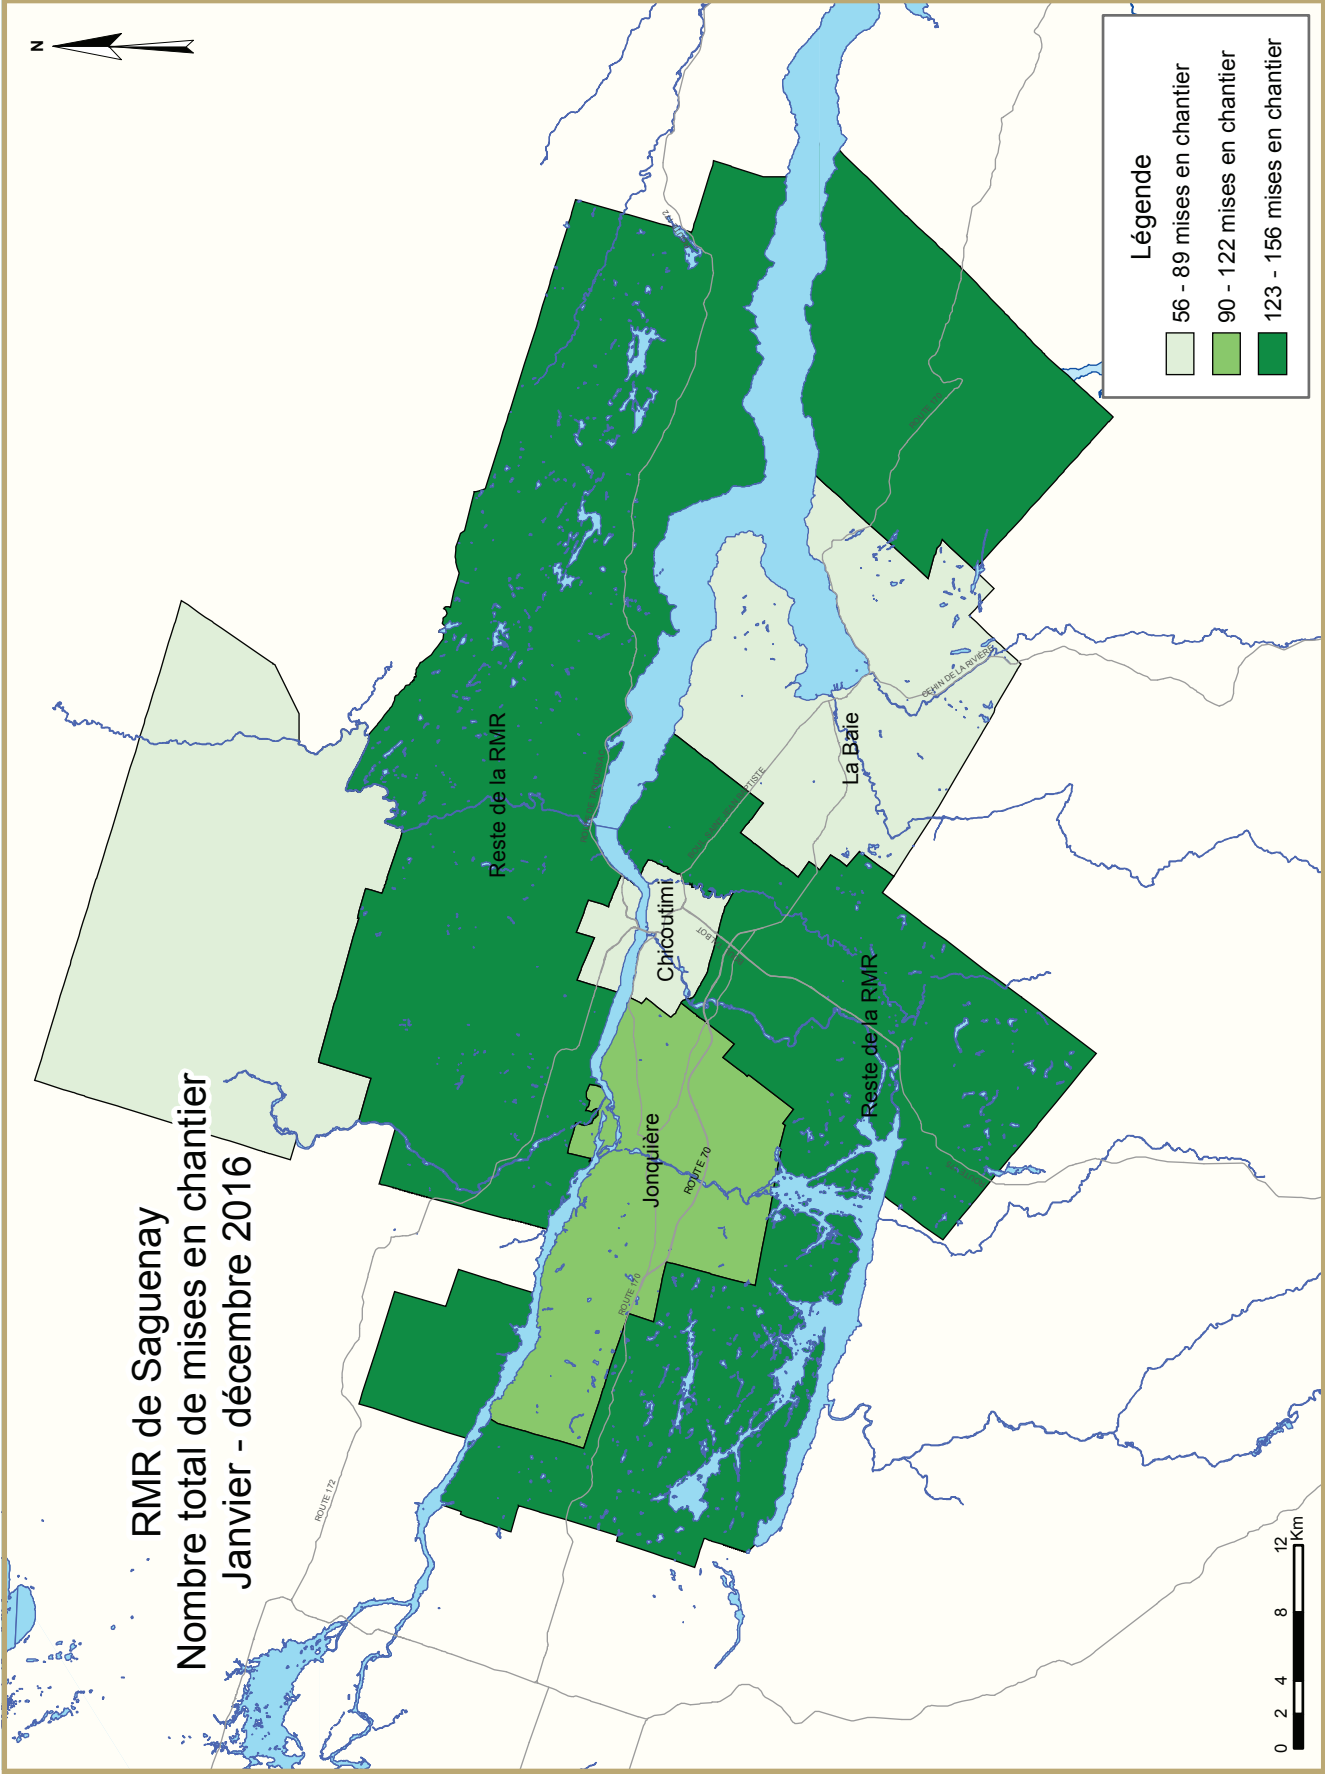 RMR de Saguenay
Nombre total de mises en chantier
Janvier - décembre 2016
N
ROUTE 172
Reste de la RMR
Chicoutimi
TALBOT
Jonquière
ROUTE 70
ROUTE 170
La Baie
CEHIN DE LA RIVIÈRE
Reste de la RMR
Légende
56 - 89 mises en chantier
90 - 122 mises en chantier
123 - 156 mises en chantier
0 2 4 8 12
Km